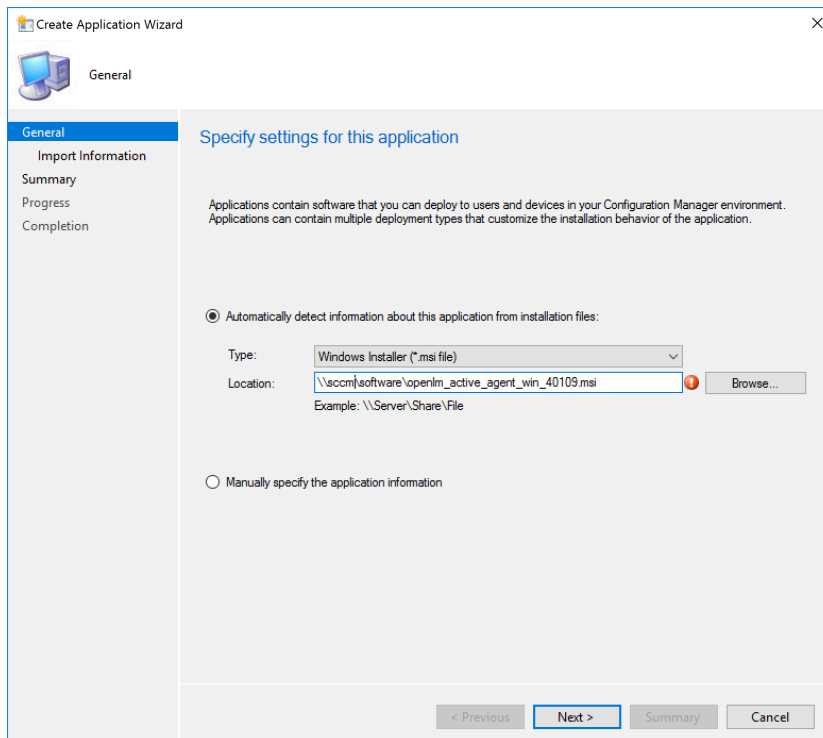 Create Application Wizard
General
General
Import Information
Summary
Progress
Completion
Specify settings for this application
Applications contain software that you can deploy to users and devices in your Configuration Manager environment.
Applications can contain multiple deployment types that customize the installation behavior of the application.
Automatically detect information about this application from installation files:
Type: Windows Installer (*.msi file)
Location: \\sccm\software\openlm_active_agent_win_40109.msi Browse...
Example: \\Server\Share\File
Manually specify the application information
< Previous Next > Summary Cancel